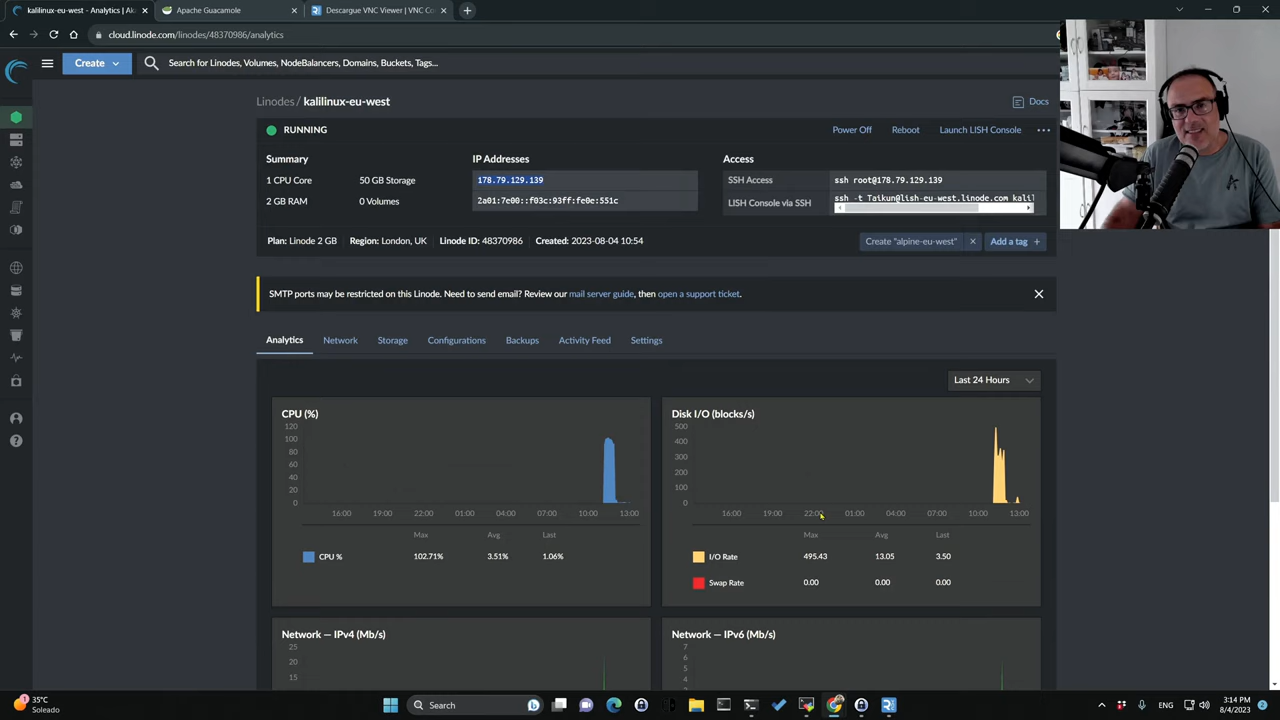 kalilinux-eu-west - Analytics | Ak
Apache Guacamole
Descargue VNC Viewer | VNC Co
cloud.linode.com/linodes/48370986/analytics
Create
Search for Linodes, Volumes, NodeBalancers, Domains, Buckets, Tags...
Linodes / kalilinux-eu-west
Docs
RUNNING
Power Off
Reboot
Launch LISH Console
Summary
IP Addresses
Access
1 CPU Core
50 GB Storage
178.79.129.139
SSH Access
ssh root@178.79.129.139
2 GB RAM
0 Volumes
2a01:7e00::f03c:93ff:fe0c:551c
LISH Console via SSH
ssh -t Taikun@lish-eu-west.linode.com kalil
Plan: Linode 2 GB
Region: London, UK
Linode ID: 48370986
Created: 2023-08-04 10:54
Create "alpine-eu-west"
Add a tag +
SMTP ports may be restricted on this Linode. Need to send email? Review our mail server guide, then open a support ticket.
Analytics
Network
Storage
Configurations
Backups
Activity Feed
Settings
Last 24 Hours
CPU (%)
120
100
80
60
40
20
0
16:00 19:00 22:00 01:00 04:00 07:00 10:00 13:00
Max Avg Last
CPU % 102.71% 3.51% 1.06%
Disk I/O (blocks/s)
500
400
300
200
100
0
16:00 19:00 22:00 01:00 04:00 07:00 10:00 13:00
Max Avg Last
I/O Rate 495.43 13.05 3.50
Swap Rate 0.00 0.00 0.00
Network — IPv4 (Mb/s)
25
20
15
Network — IPv6 (Mb/s)
7
6
5
4
3
35°C
Soleado
Search
ENG
3:14 PM
8/4/2023